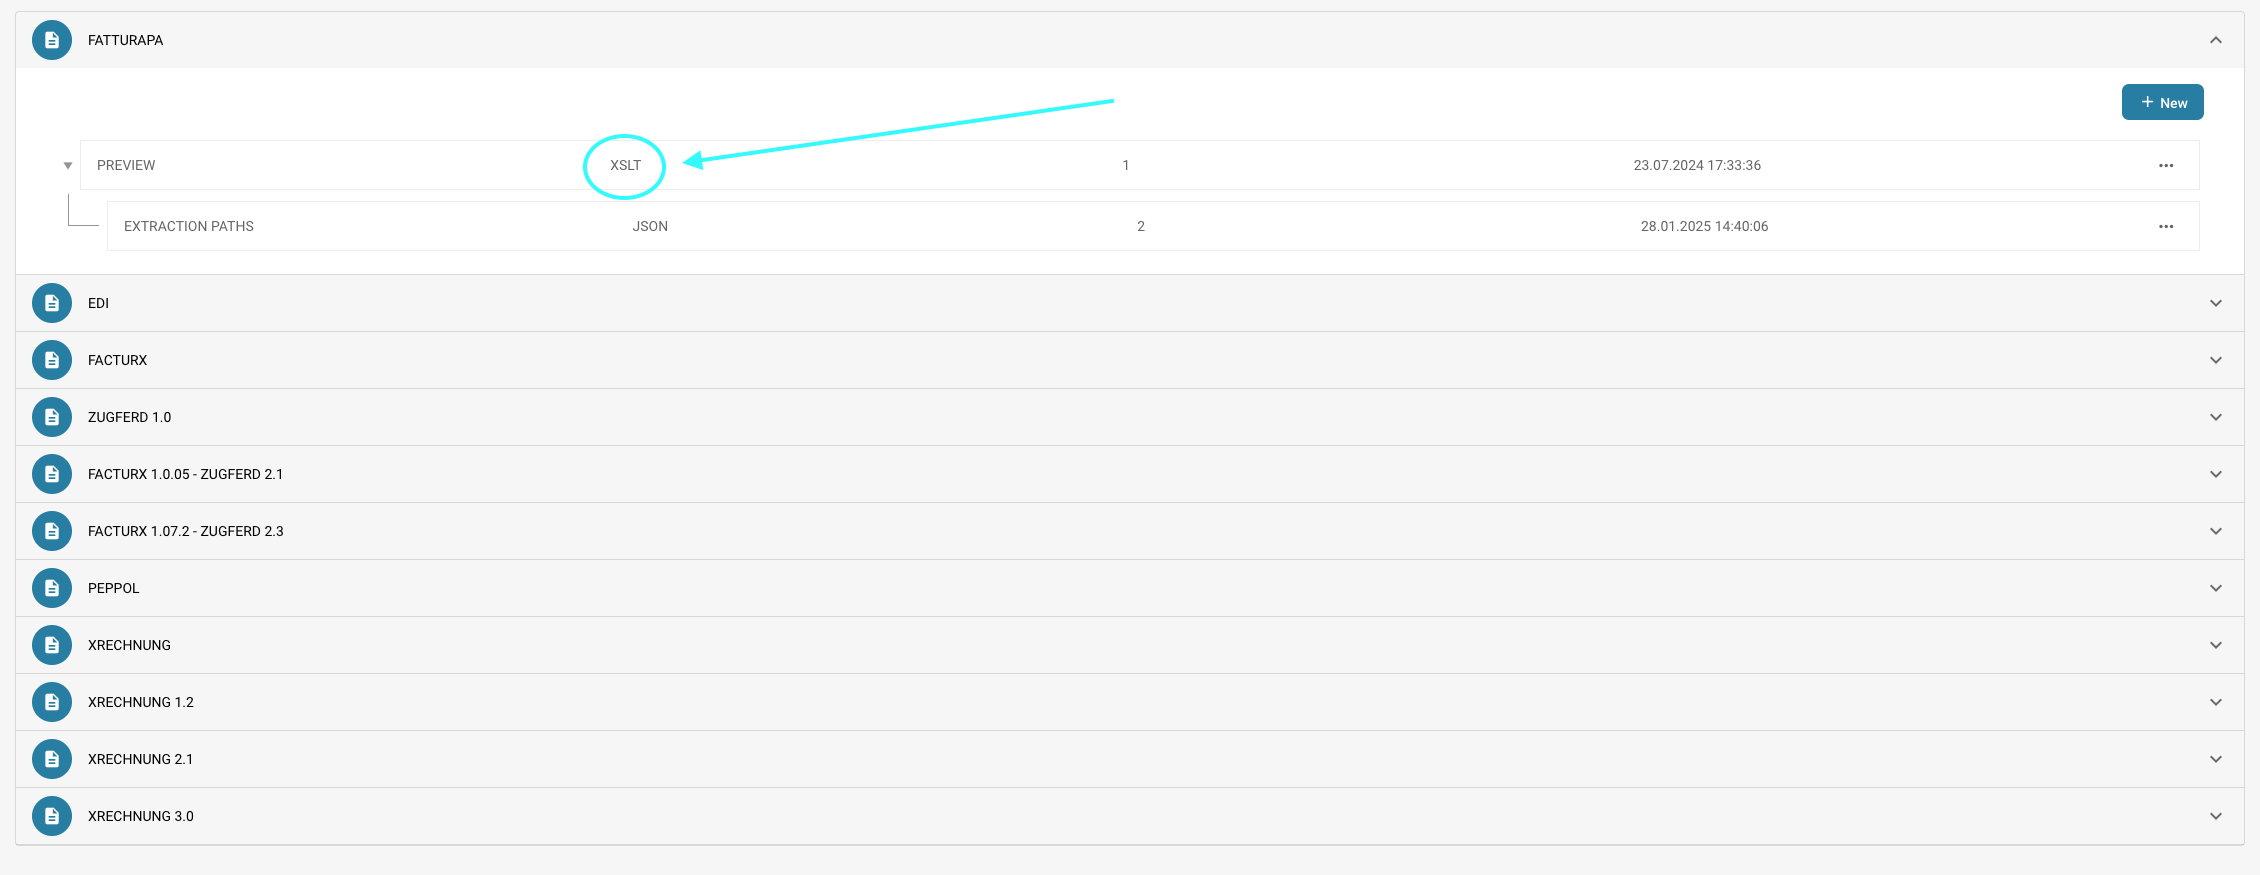 FATTURAPA
+ New
PREVIEW XSLT 1 23.07.2024 17:33:36
EXTRACTION PATHS JSON 2 28.01.2025 14:40:06
EDI
FACTURX
ZUGFERD 1.0
FACTURX 1.0.05 - ZUGFERD 2.1
FACTURX 1.07.2 - ZUGFERD 2.3
PEPPOL
XRECHNUNG
XRECHNUNG 1.2
XRECHNUNG 2.1
XRECHNUNG 3.0